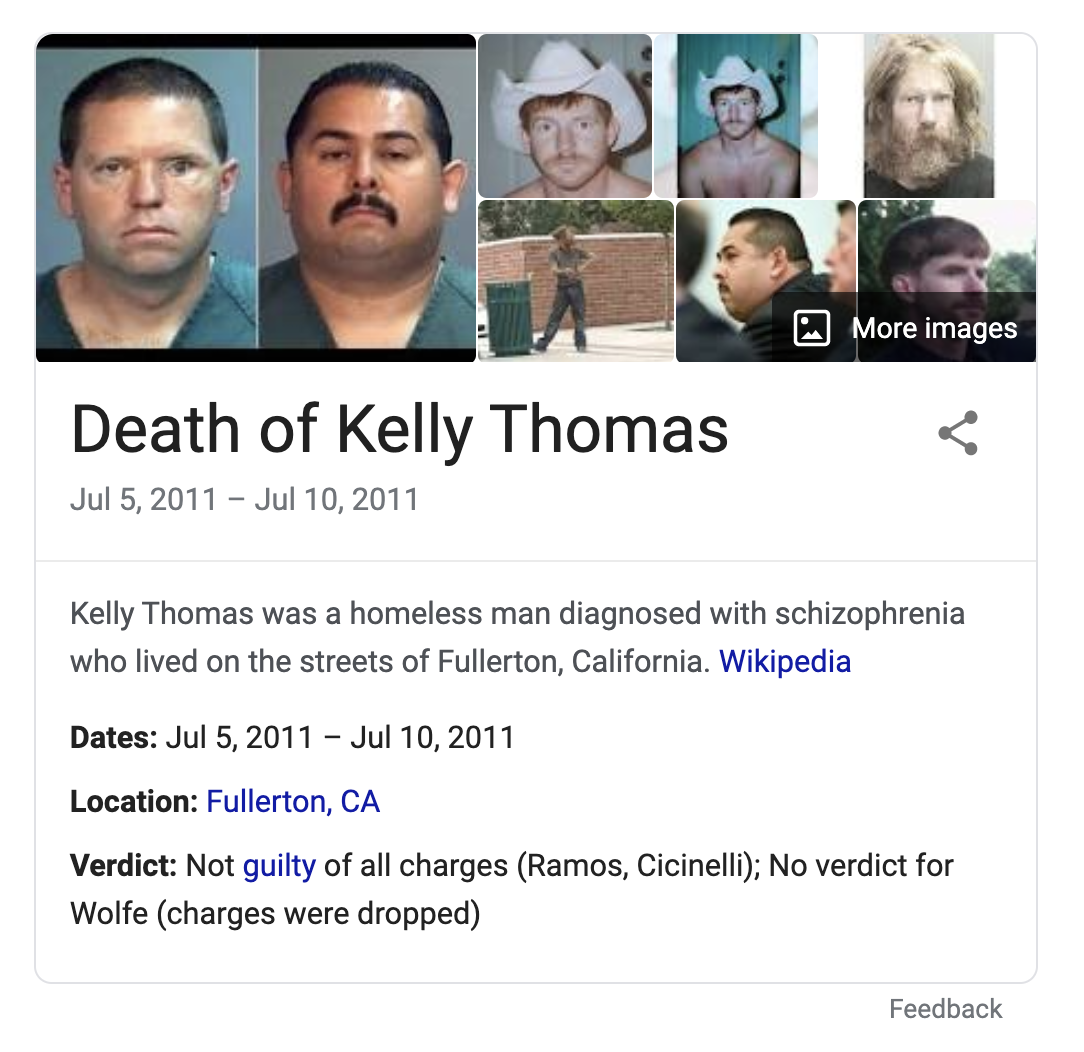 More images
Death of Kelly Thomas
Jul 5, 2011 – Jul 10, 2011
Kelly Thomas was a homeless man diagnosed with schizophrenia
who lived on the streets of Fullerton, California. Wikipedia
Dates: Jul 5, 2011 – Jul 10, 2011
Location: Fullerton, CA
Verdict: Not guilty of all charges (Ramos, Cicinelli); No verdict for
Wolfe (charges were dropped)
Feedback